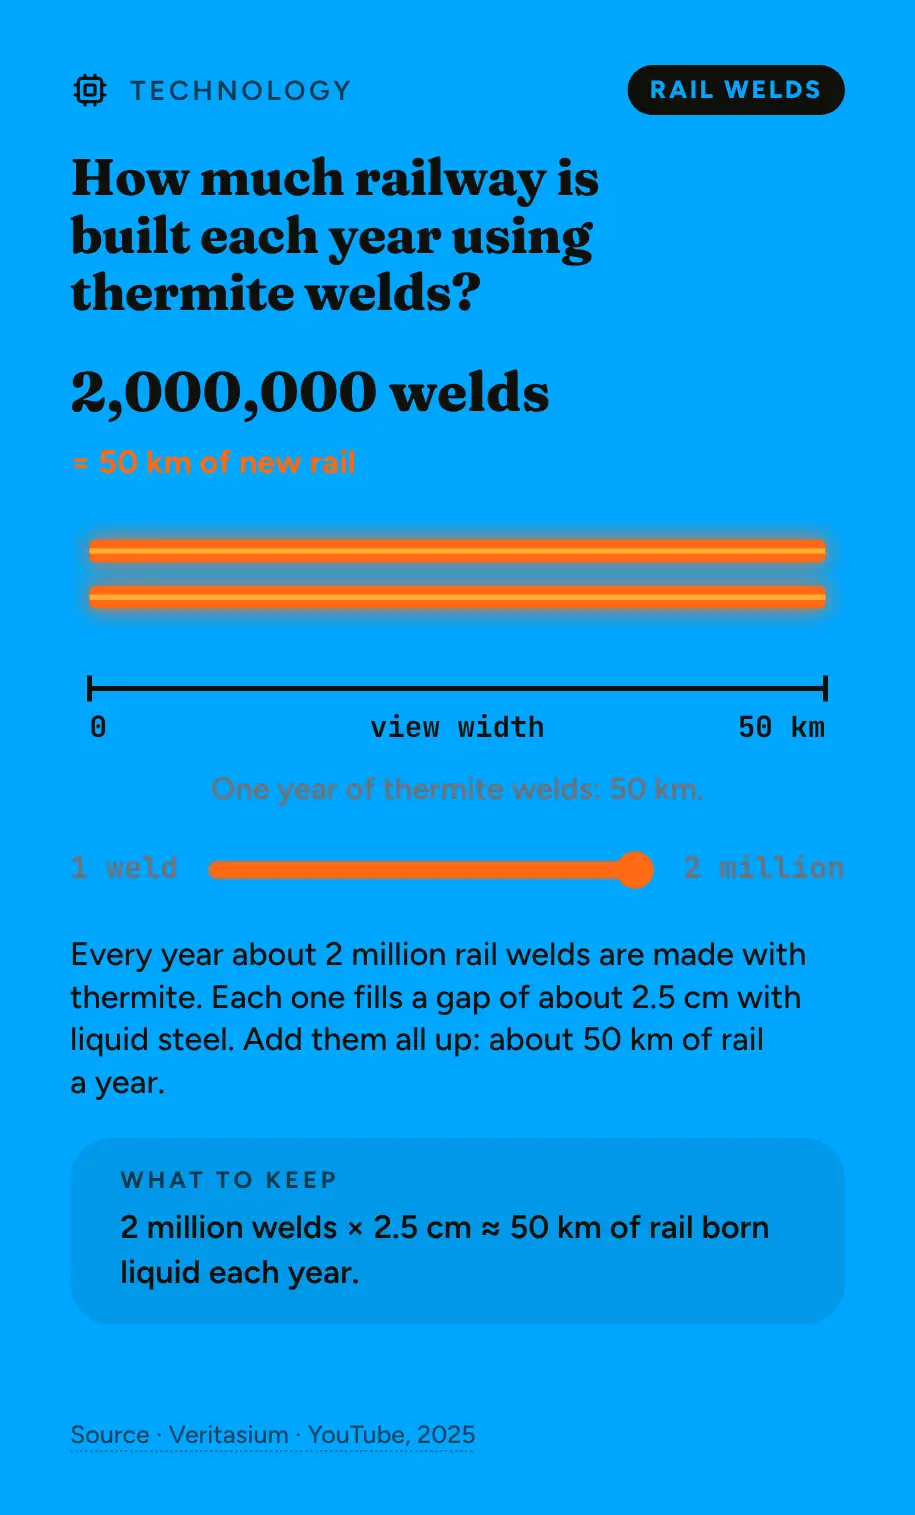 TECHNOLOGY
RAIL WELDS
How much railway is
built each year using
thermite welds?
2,000,000 welds
= 50 km of new rail
0
view width
50 km
One year of thermite welds: 50 km.
1 weld
2 million
Every year about 2 million rail welds are made with
thermite. Each one fills a gap of about 2.5 cm with
liquid steel. Add them all up: about 50 km of rail
a year.
WHAT TO KEEP
2 million welds × 2.5 cm ≈ 50 km of rail born
liquid each year.
Source · Veritasium · YouTube, 2025